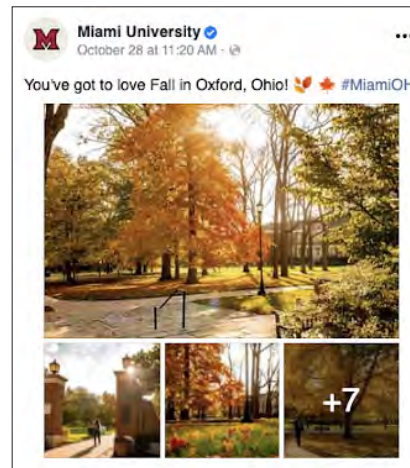 M
Miami University
October 28 at 11:20 AM ·
You've got to love Fall in Oxford, Ohio! 🍂 🍁 #MiamiOH
+7